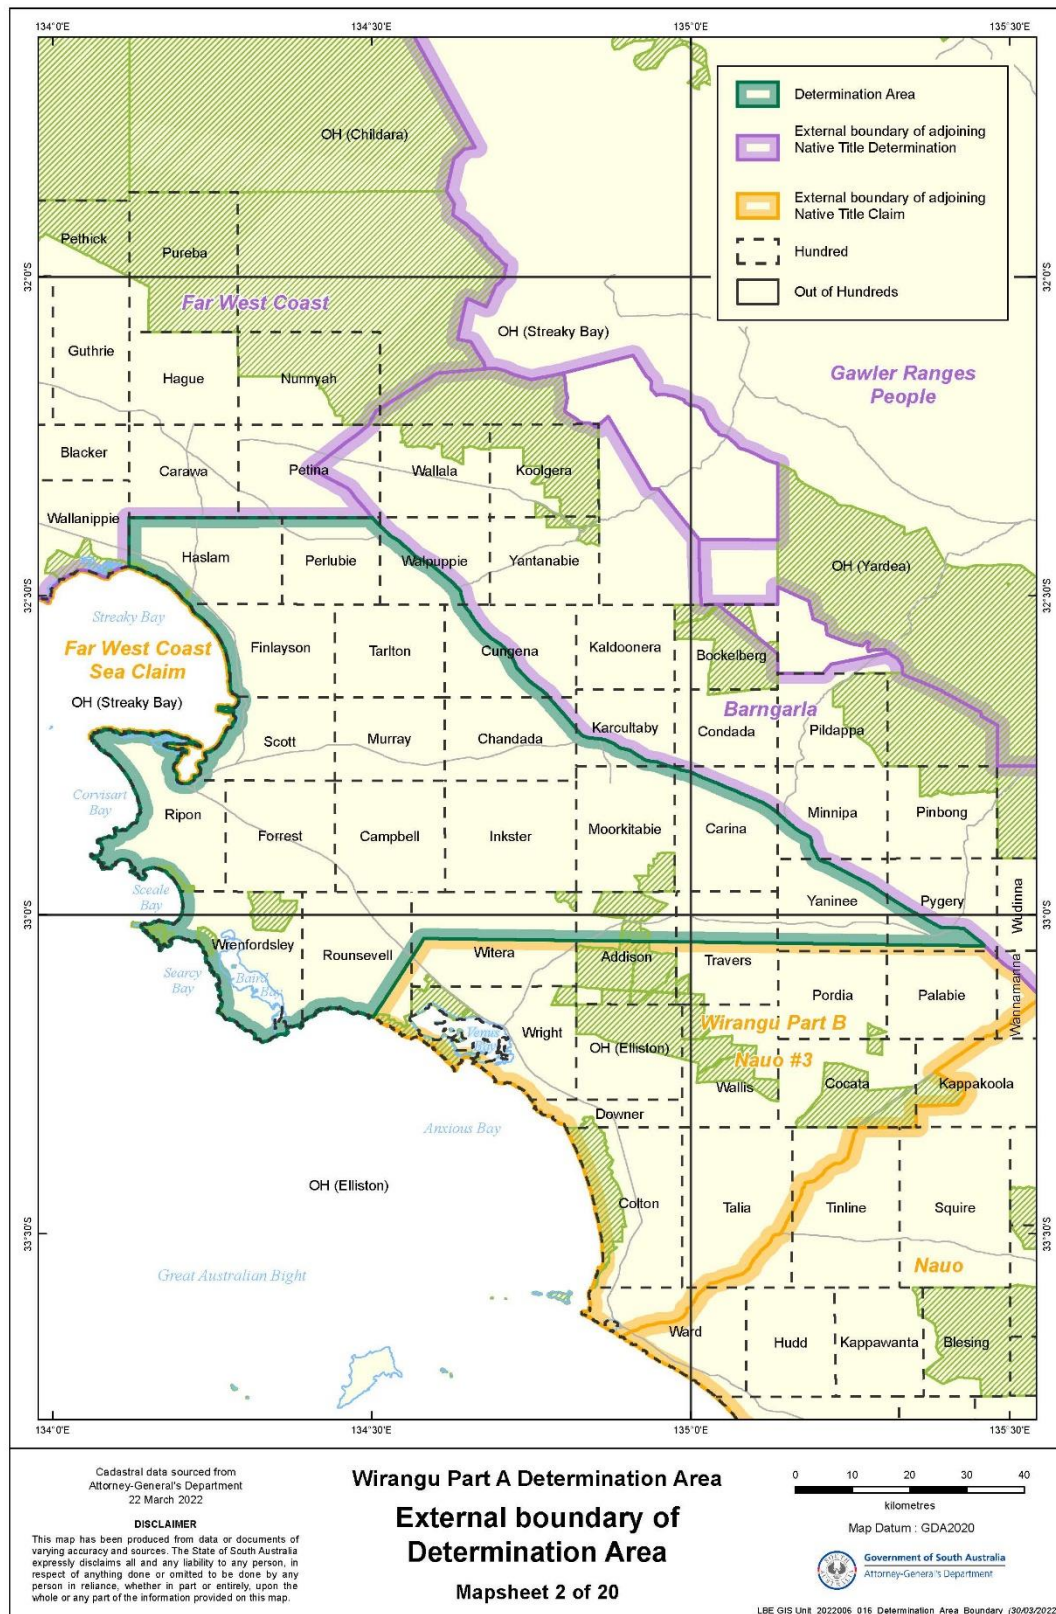 134°0'E
134°30'E
135°0'E
135°30'E
Determination Area
External boundary of adjoining
Native Title Determination
External boundary of adjoining
Native Title Claim
Hundred
Out of Hundreds
OH (Childara)
Pethick
Pureba
32°0'S
32°0'S
Far West Coast
OH (Streaky Bay)
Guthrie
Hague
Nunnyah
Gawler Ranges
People
Blacker
Carawa
Petina
Wallala
Koolgera
Wallanippie
Haslam
Perlubie
Walpuppie
Yantanabie
OH (Yardea)
32°30'S
32°30'S
Streaky Bay
Far West Coast
Sea Claim
OH (Streaky Bay)
Finlayson
Tarlton
Cungena
Kaldoonera
Bockelberg
Barngarla
Scott
Murray
Chandada
Karcultaby
Condada
Pildappa
Corvisart
Bay
Ripon
Forrest
Campbell
Inkster
Moorkitabie
Carina
Minnipa
Pinbong
Sceale
Bay
Yaninee
Pygery
Wudinna
33°0'S
33°0'S
Wrenfordsley
Rounsevell
Witera
Addison
Travers
Searcy
Bay
Baird
Bay
Pordia
Palabie
Wannamanna
Venus
Bay
Wright
Wirangu Part B
OH (Elliston)
Nauo #3
Wallis
Cocata
Kappakoola
Downer
Anxious Bay
OH (Elliston)
Colton
Talia
Tinline
Squire
33°30'S
33°30'S
Great Australian Bight
Nauo
Ward
Hudd
Kappawanta
Blesing
134°0'E
134°30'E
135°0'E
135°30'E
Cadastral data sourced from
Attorney-General's Department
22 March 2022
DISCLAIMER
This map has been produced from data or documents of
varying accuracy and sources. The State of South Australia
expressly disclaims all and any liability to any person, in
respect of anything done or omitted to be done by any
person in reliance, whether in part or entirely, upon the
whole or any part of the information provided on this map.
Wirangu Part A Determination Area
External boundary of
Determination Area
Mapsheet 2 of 20
0 10 20 30 40
kilometres
Map Datum : GDA2020
Government of South Australia
Attorney-General's Department
LBE GIS Unit 2022006_016_Determination_Area_Boundary (30/03/2022)